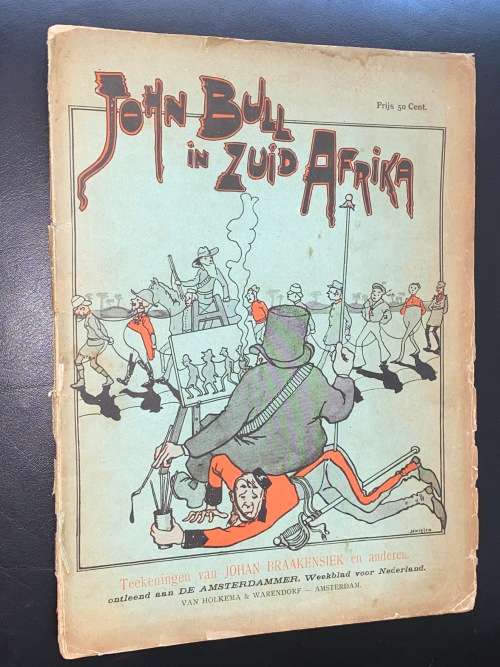 Prijs 50 Cent.
JOHN BULL
IN ZUID AFRIKA
Teekeningen van JOHAN BRAAKENSIEK en anderen.
ontleend aan DE AMSTERDAMMER, Weekblad voor Nederland.
VAN HOLKEMA & WARENDORF — AMSTERDAM.